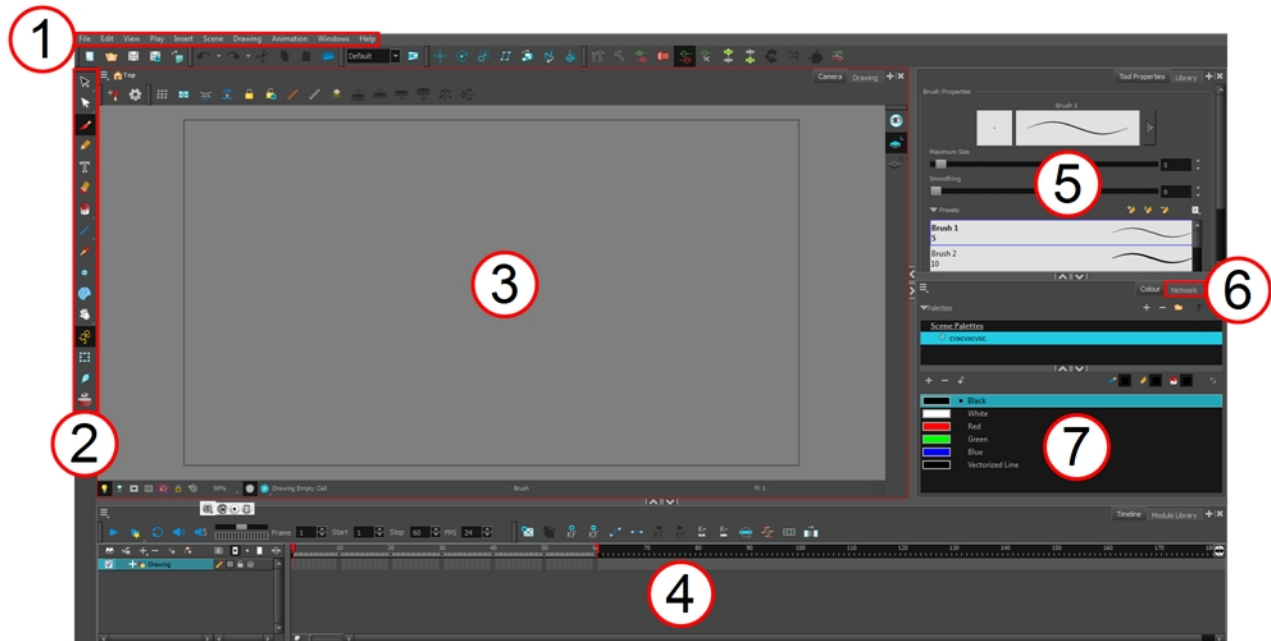 1
File Edit View Play Insert Scene Drawing Animation Windows Help
Default
Top
Camera Drawing
Tool Properties Library
Brush Properties
Brush 1
Maximum Size
5
5
Smoothing
0
Presets
Brush 1
5
Brush 2
10
3
Colour Network
6
Palettes
Scene Palettes
cvxcvxcvxc
Black
White
Red
Green
Blue
Vectorized Line
7
2
50%
Drawing Empty Cell
Brush
Fr 1
Timeline Module Library
Frame 1 Start 1 Stop 60 FPS 24
10 20 30 40 50 70 80 90 100 110 120 130 140 150 160 170
Drawing
4